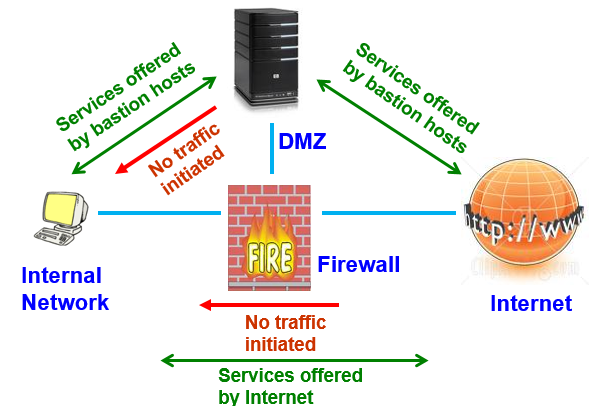 Services offered
by bastion hosts
Services offered
by bastion hosts
No traffic
initiated
DMZ
http://www
FIRE
Firewall
Internal
Network
Internet
No traffic
initiated
Services offered
by Internet